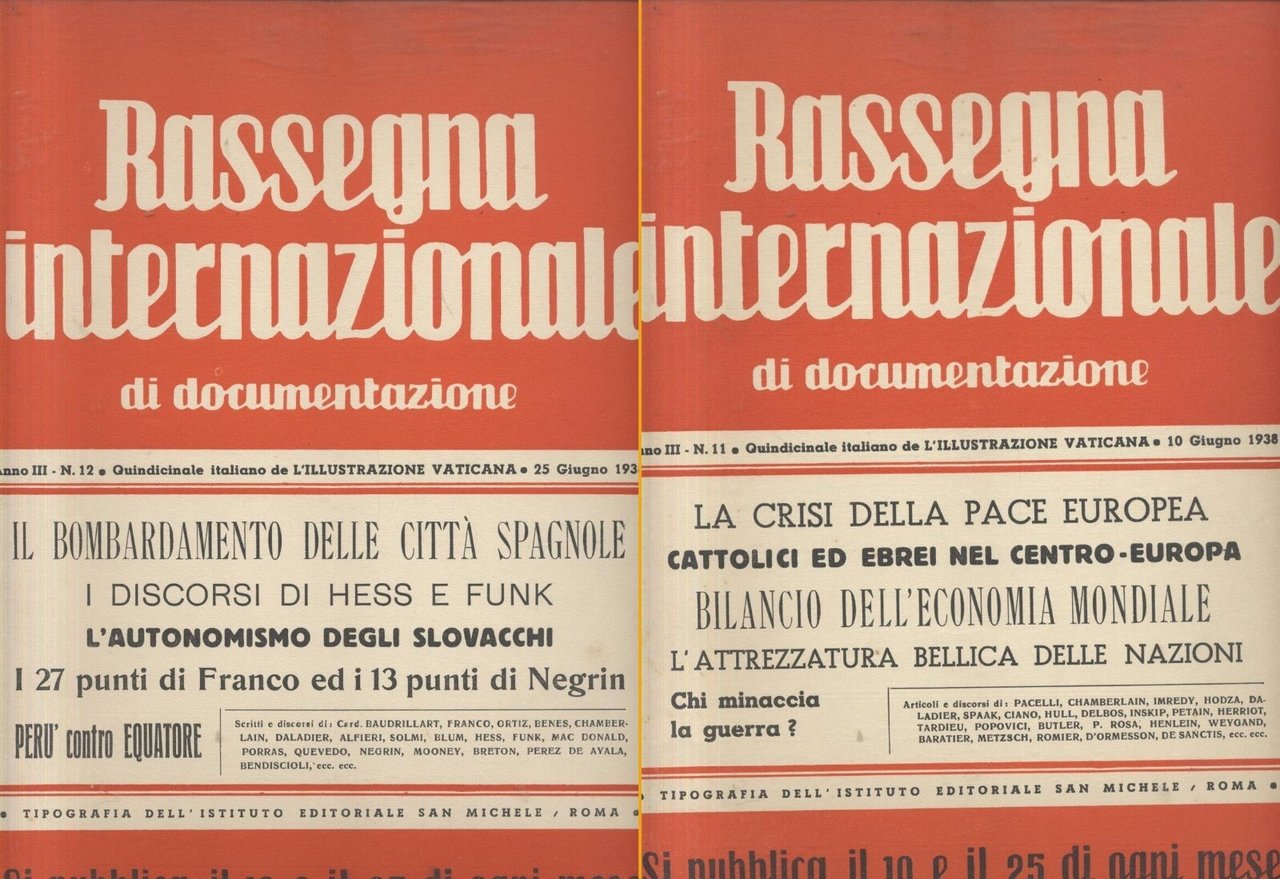 Rassegna
internazionale
di documentazione
nno III - N. 12 • Quindicinale italiano de L'ILLUSTRAZIONE VATICANA • 25 Giugno 193
IL BOMBARDAMENTO DELLE CITTÀ SPAGNOLE
I DISCORSI DI HESS E FUNK
L'AUTONOMISMO DEGLI SLOVACCHI
I 27 punti di Franco ed i 13 punti di Negrin
PERU' contro EQUATORE
Scritti e discorsi di: Card. BAUDRILLART, FRANCO, ORTIZ, BENES, CHAMBER-
LAIN, DALADIER, ALFIERI, SOLMI, BLUM, HESS, FUNK, MAC DONALD,
PORRAS, QUEVEDO, NEGRIN, MOONEY, BRETON, PEREZ DE AYALA,
BENDISCIOLI, ecc. ecc.
• TIPOGRAFIA DELL'ISTITUTO EDITORIALE SAN MICHELE / ROMA •
Rassegna
internazionale
di documentazione
no III - N. 11 • Quindicinale italiano de L'ILLUSTRAZIONE VATICANA • 10 Giugno 1938
LA CRISI DELLA PACE EUROPEA
CATTOLICI ED EBREI NEL CENTRO-EUROPA
BILANCIO DELL'ECONOMIA MONDIALE
L'ATTREZZATURA BELLICA DELLE NAZIONI
Chi minaccia
la guerra ?
Articoli e discorsi di: PACELLI, CHAMBERLAIN, IMREDY, HODZA, DA-
LADIER, SPAAK, CIANO, HULL, DELBOS, INSKIP, PETAIN, HERRIOT,
TARDIEU, POPOVICI, BUTLER, P. ROSA, HENLEIN, WEYGAND,
BARATIER, METZSCH, ROMIER, D'ORMESSON, DE SANCTIS, ecc. ecc.
• TIPOGRAFIA DELL'ISTITUTO EDITORIALE SAN MICHELE / ROMA •
Si pubblica il 10 e il 25 di ogni mese